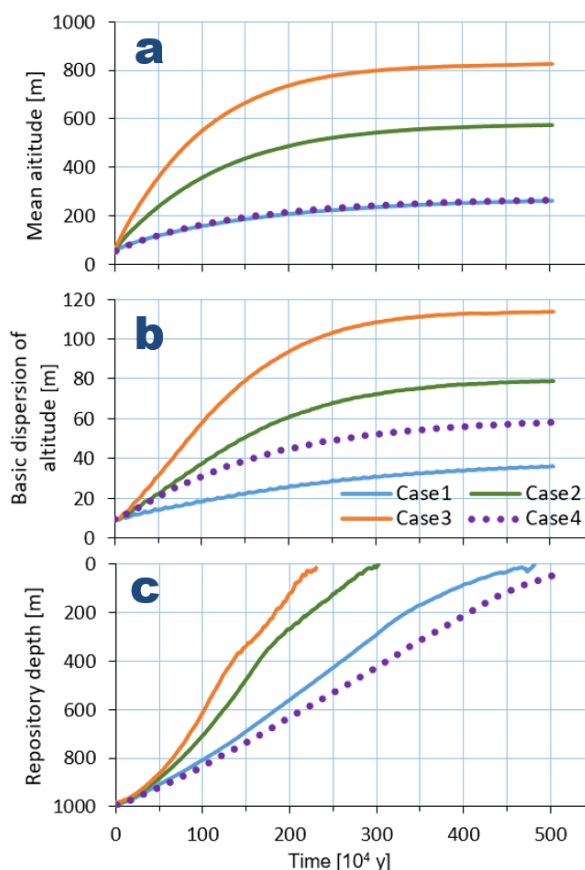 a
Mean aititude [m]
1000
800
600
400
200
0
b
Basic dispersion of
altitude [m]
120
100
80
60
40
20
0
Case1 Case2
Case3 Case4
c
Repository depth [m]
0
200
400
600
800
1000
0 100 200 300 400 500
Time [10⁴ y]